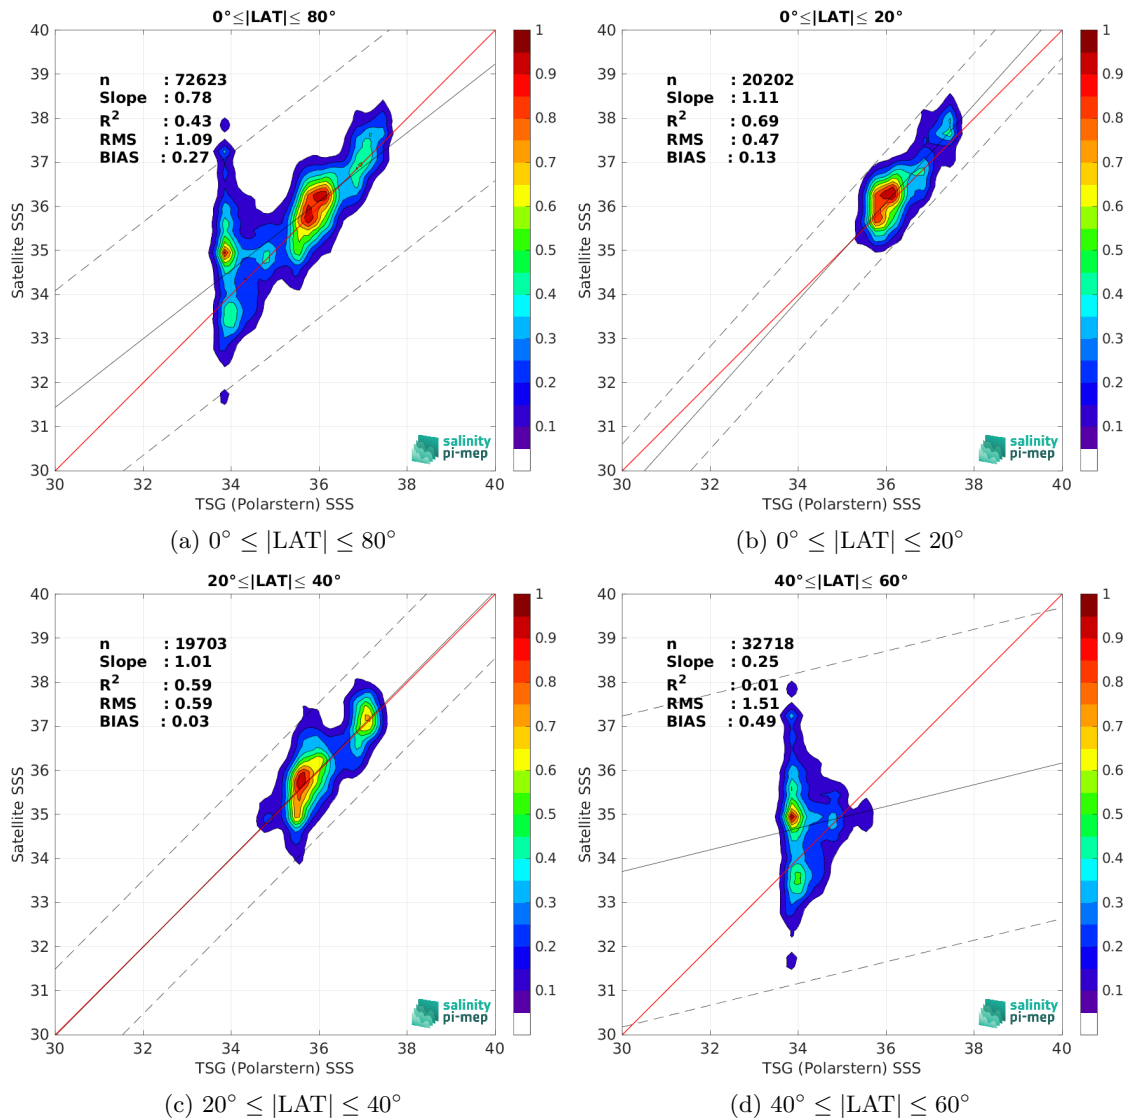 0°≤|LAT|≤ 80°
40
39
38
37
36
35
34
33
32
31
30
Satellite SSS
n : 72623
Slope : 0.78
R2 : 0.43
RMS : 1.09
BIAS : 0.27
salinity
pi-mep
30 32 34 36 38 40
TSG (Polarstern) SSS
1
0.9
0.8
0.7
0.6
0.5
0.4
0.3
0.2
0.1
(a) 0° ≤ |LAT| ≤ 80°
0°≤|LAT|≤ 20°
40
39
38
37
36
35
34
33
32
31
30
Satellite SSS
n : 20202
Slope : 1.11
R2 : 0.69
RMS : 0.47
BIAS : 0.13
salinity
pi-mep
30 32 34 36 38 40
TSG (Polarstern) SSS
1
0.9
0.8
0.7
0.6
0.5
0.4
0.3
0.2
0.1
(b) 0° ≤ |LAT| ≤ 20°
20°≤|LAT|≤ 40°
40
39
38
37
36
35
34
33
32
31
30
Satellite SSS
n : 19703
Slope : 1.01
R2 : 0.59
RMS : 0.59
BIAS : 0.03
salinity
pi-mep
30 32 34 36 38 40
TSG (Polarstern) SSS
1
0.9
0.8
0.7
0.6
0.5
0.4
0.3
0.2
0.1
(c) 20° ≤ |LAT| ≤ 40°
40°≤|LAT|≤ 60°
40
39
38
37
36
35
34
33
32
31
30
Satellite SSS
n : 32718
Slope : 0.25
R2 : 0.01
RMS : 1.51
BIAS : 0.49
salinity
pi-mep
30 32 34 36 38 40
TSG (Polarstern) SSS
1
0.9
0.8
0.7
0.6
0.5
0.4
0.3
0.2
0.1
(d) 40° ≤ |LAT| ≤ 60°